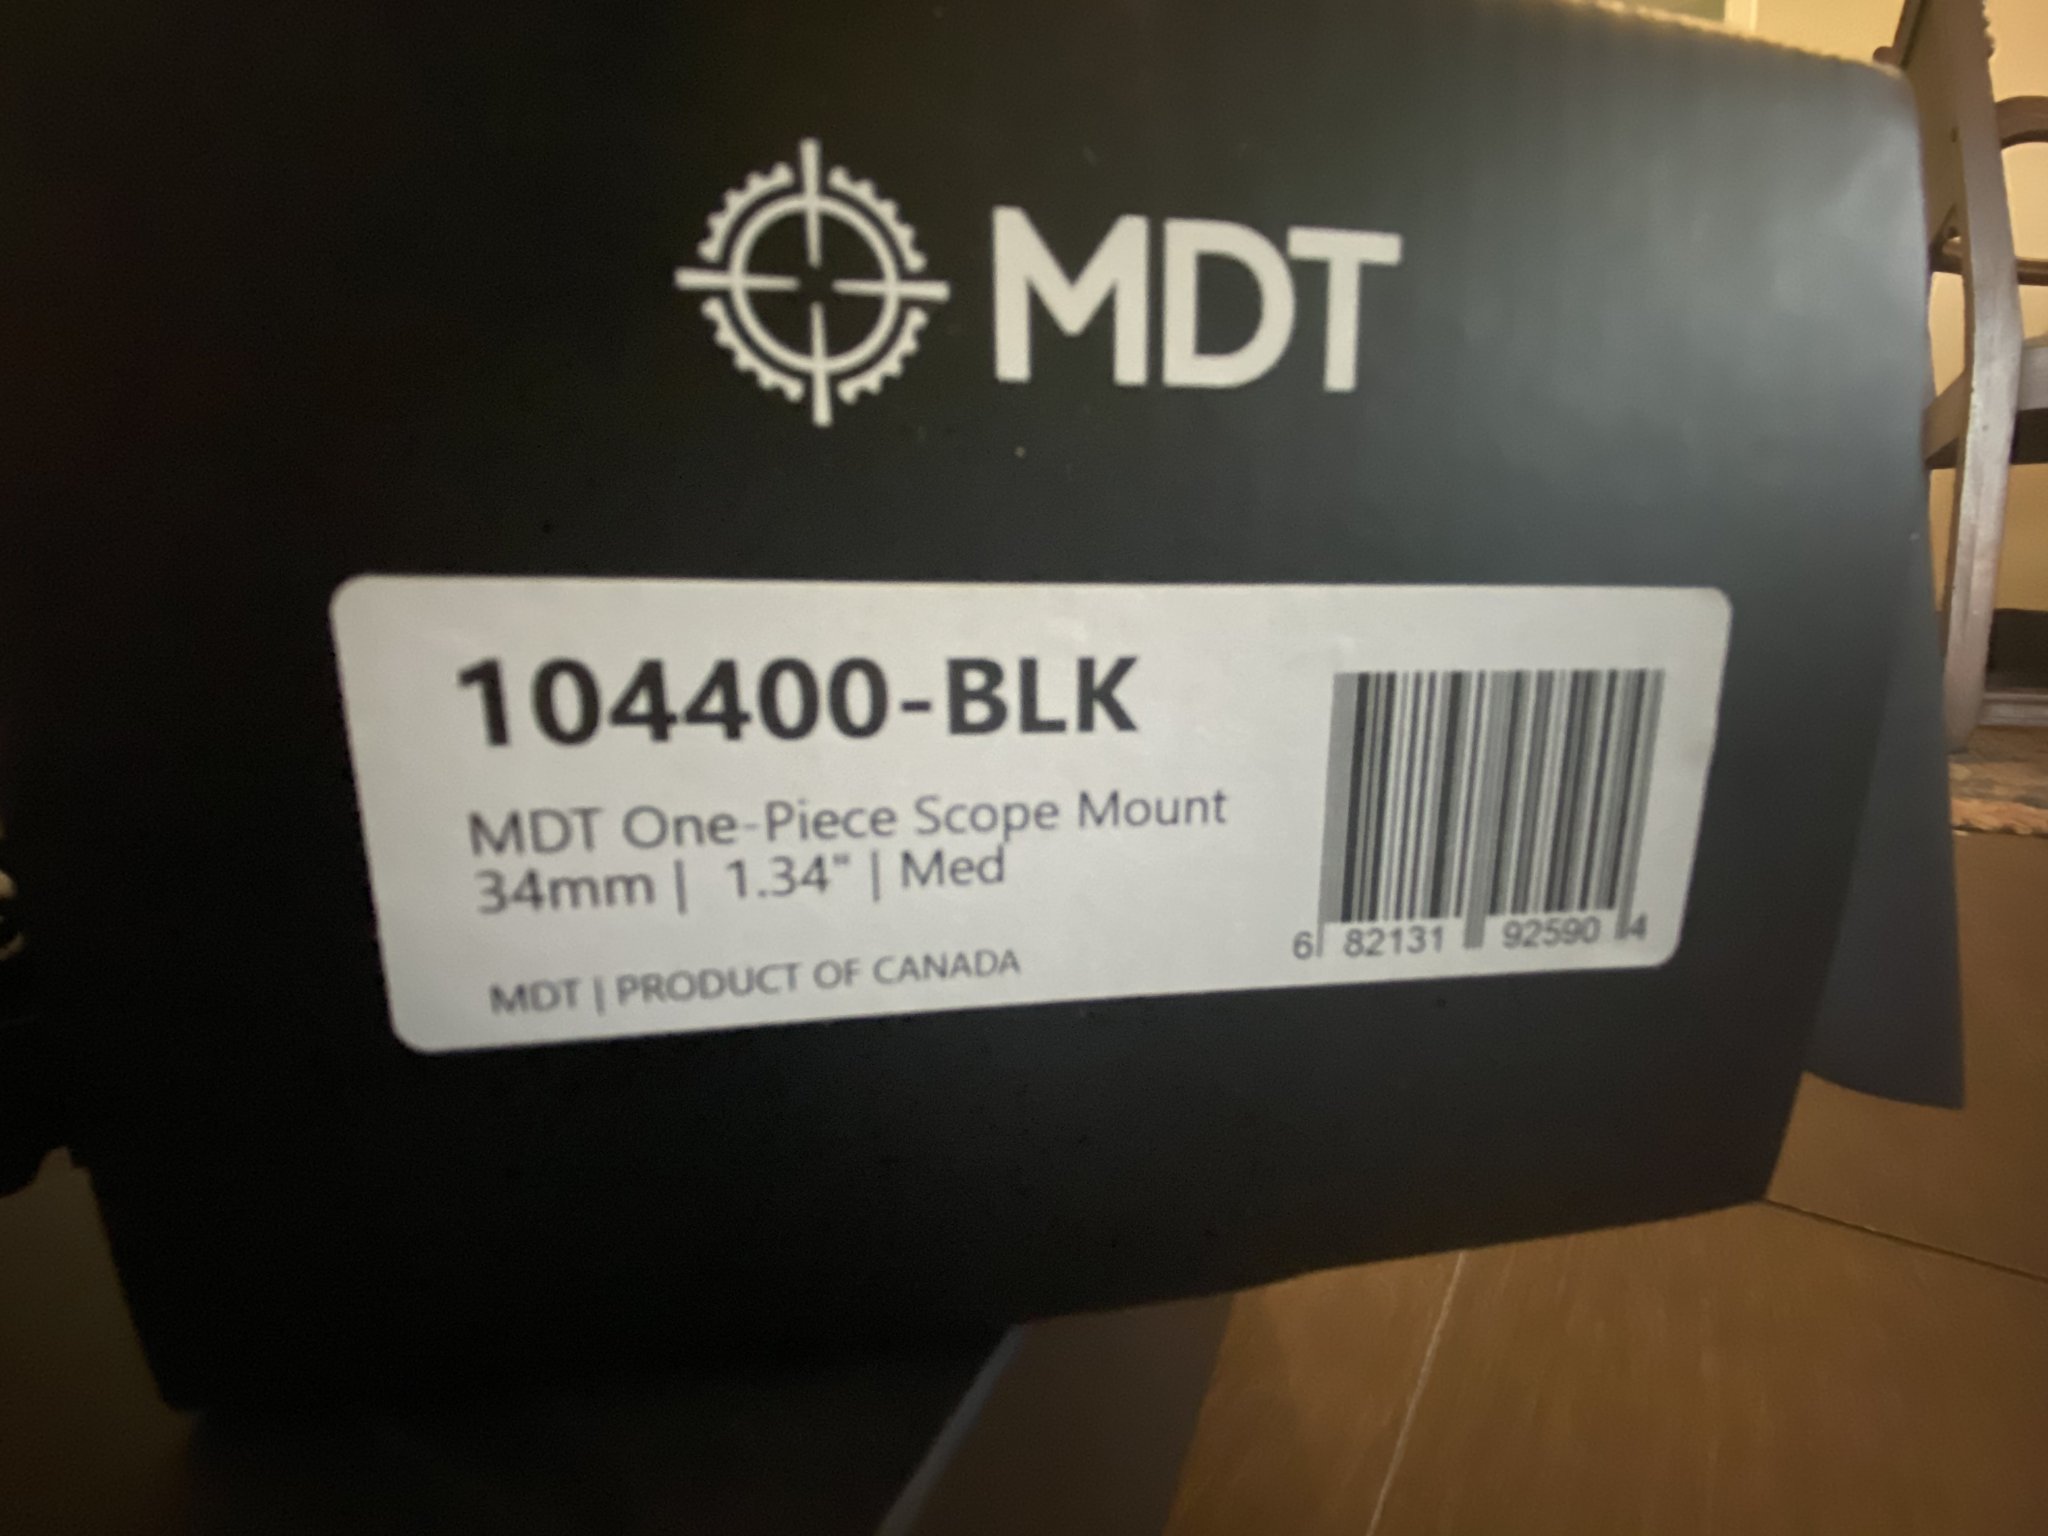 MDT
104400-BLK
MDT One-Piece Scope Mount
34mm | 1.34" | Med
MDT | PRODUCT OF CANADA
6 82131 92590 4